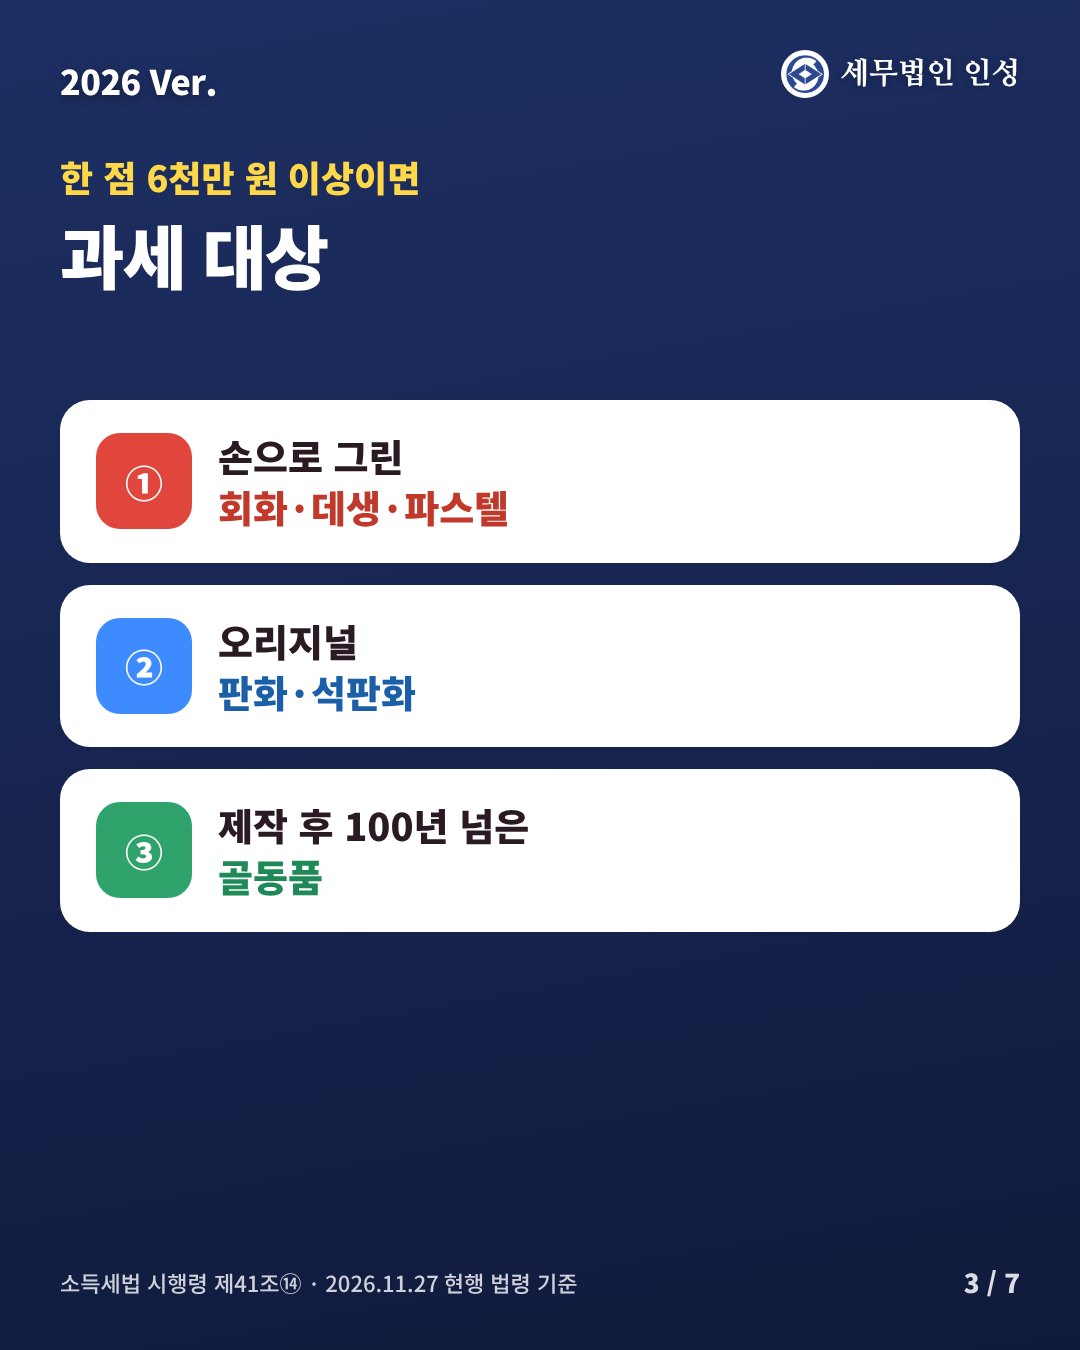 2026 Ver.
세무법인 인성
한 점 6천만 원 이상이면
과세 대상
①
손으로 그린
회화·데생·파스텔
②
오리지널
판화·석판화
③
제작 후 100년 넘은
골동품
소득세법 시행령 제41조⑭ · 2026.11.27 현행 법령 기준
3 / 7